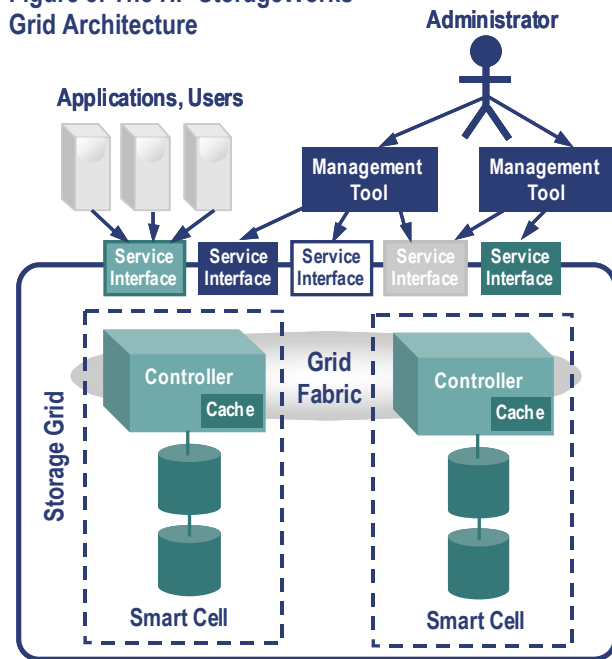 Grid Architecture
Administrator
Applications, Users
Management
Tool
Management
Tool
Service
Interface
Service
Interface
Service
Interface
Service
Interface
Service
Interface
Storage Grid
Controller
Cache
Grid
Fabric
Controller
Cache
Smart Cell
Smart Cell